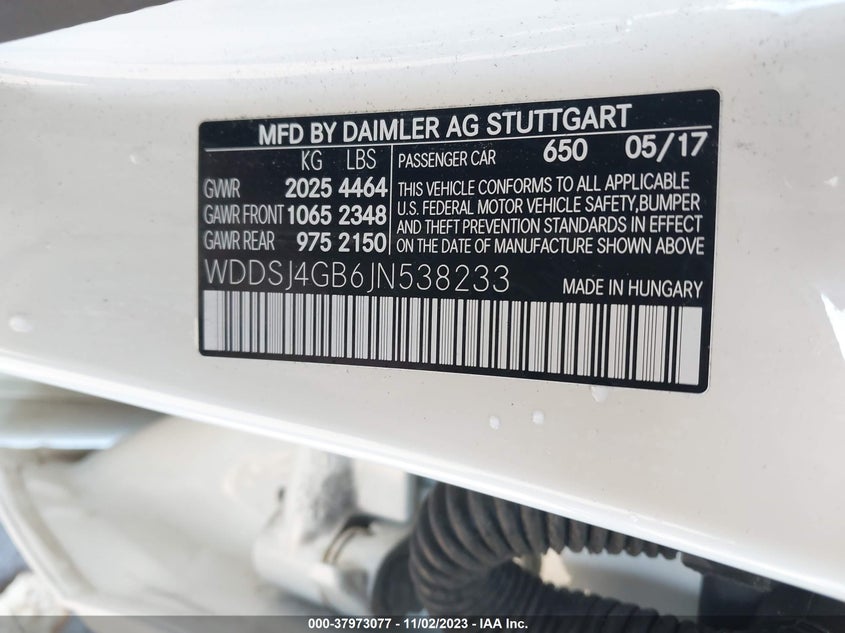 MFD BY DAIMLER AG STUTTGART
KG LBS
GVWR 2025 4464
GAWR FRONT 1065 2348
GAWR REAR 975 2150
PASSENGER CAR 650 05/17
THIS VEHICLE CONFORMS TO ALL APPLICABLE
U.S. FEDERAL MOTOR VEHICLE SAFETY,BUMPER
AND THEFT PREVENTION STANDARDS IN EFFECT
ON THE DATE OF MANUFACTURE SHOWN ABOVE
WDDSJ4GB6JN538233
MADE IN HUNGARY
000-37973077 - 11/02/2023 - IAA Inc.